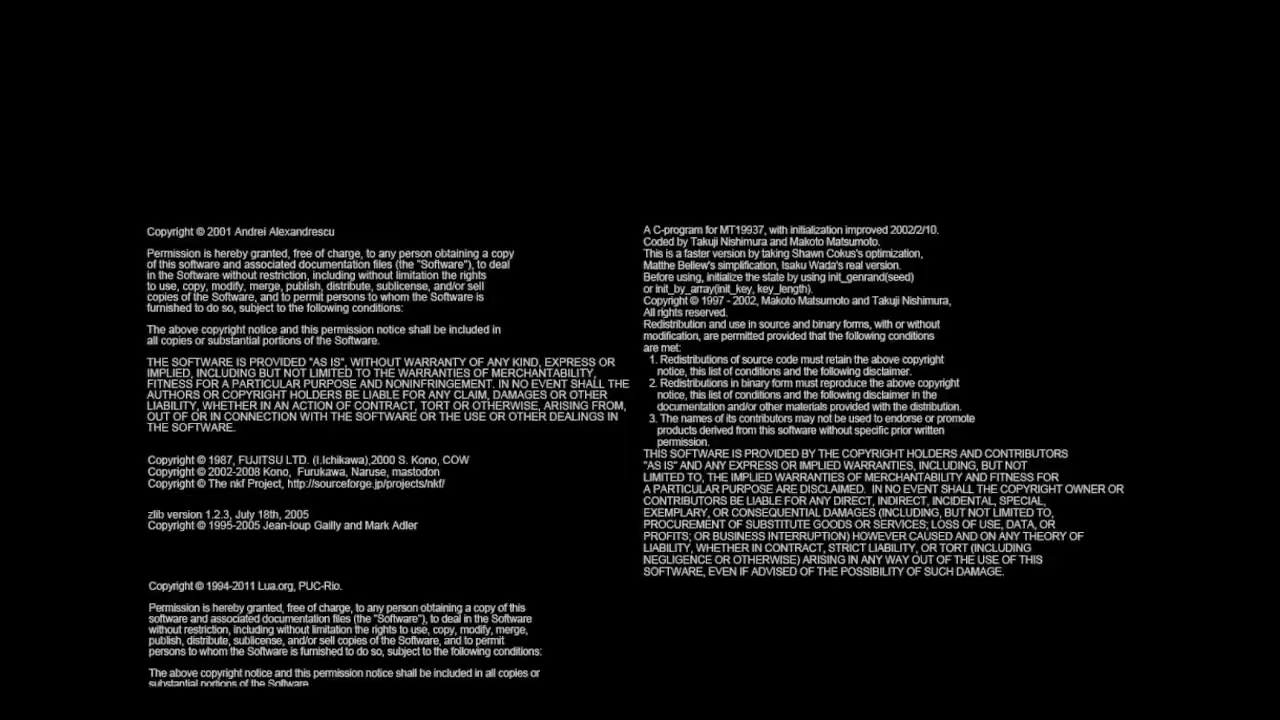 Copyright © 2001 Andrei Alexandrescu
Permission is hereby granted, free of charge, to any person obtaining a copy
of this software and associated documentation files (the "Software"), to deal
in the Software without restriction, including without limitation the rights
to use, copy, modify, merge, publish, distribute, sublicense, and/or sell
copies of the Software, and to permit persons to whom the Software is
furnished to do so, subject to the following conditions:
The above copyright notice and this permission notice shall be included in
all copies or substantial portions of the Software.
THE SOFTWARE IS PROVIDED "AS IS", WITHOUT WARRANTY OF ANY KIND, EXPRESS OR
IMPLIED, INCLUDING BUT NOT LIMITED TO THE WARRANTIES OF MERCHANTABILITY,
FITNESS FOR A PARTICULAR PURPOSE AND NONINFRINGEMENT. IN NO EVENT SHALL THE
AUTHORS OR COPYRIGHT HOLDERS BE LIABLE FOR ANY CLAIM, DAMAGES OR OTHER
LIABILITY, WHETHER IN AN ACTION OF CONTRACT, TORT OR OTHERWISE, ARISING FROM,
OUT OF OR IN CONNECTION WITH THE SOFTWARE OR THE USE OR OTHER DEALINGS IN
THE SOFTWARE.
Copyright © 1987, FUJITSU LTD. (I.Ichikawa),2000 S. Kono, COW
Copyright © 2002-2008 Kono, Furukawa, Naruse, mastodon
Copyright © The nkf Project, http://sourceforge.jp/projects/nkf/
zlib version 1.2.3, July 18th, 2005
Copyright © 1995-2005 Jean-loup Gailly and Mark Adler
Copyright © 1994-2011 Lua.org, PUC-Rio.
Permission is hereby granted, free of charge, to any person obtaining a copy of this
software and associated documentation files (the "Software"), to deal in the Software
without restriction, including without limitation the rights to use, copy, modify, merge,
publish, distribute, sublicense, and/or sell copies of the Software, and to permit
persons to whom the Software is furnished to do so, subject to the following conditions:
The above copyright notice and this permission notice shall be included in all copies or
substantial portions of the Software.
A C-program for MT19937, with initialization improved 2002/2/10.
Coded by Takuji Nishimura and Makoto Matsumoto.
This is a faster version by taking Shawn Cokus's optimization,
Matthe Bellew's simplification, Isaku Wada's real version.
Before using, initialize the state by using init_genrand(seed)
or init_by_array(init_key, key_length).
Copyright © 1997 - 2002, Makoto Matsumoto and Takuji Nishimura,
All rights reserved.
Redistribution and use in source and binary forms, with or without
modification, are permitted provided that the following conditions
are met:
1. Redistributions of source code must retain the above copyright
notice, this list of conditions and the following disclaimer.
2. Redistributions in binary form must reproduce the above copyright
notice, this list of conditions and the following disclaimer in the
documentation and/or other materials provided with the distribution.
3. The names of its contributors may not be used to endorse or promote
products derived from this software without specific prior written
permission.
THIS SOFTWARE IS PROVIDED BY THE COPYRIGHT HOLDERS AND CONTRIBUTORS
"AS IS" AND ANY EXPRESS OR IMPLIED WARRANTIES, INCLUDING, BUT NOT
LIMITED TO, THE IMPLIED WARRANTIES OF MERCHANTABILITY AND FITNESS FOR
A PARTICULAR PURPOSE ARE DISCLAIMED. IN NO EVENT SHALL THE COPYRIGHT OWNER OR
CONTRIBUTORS BE LIABLE FOR ANY DIRECT, INDIRECT, INCIDENTAL, SPECIAL,
EXEMPLARY, OR CONSEQUENTIAL DAMAGES (INCLUDING, BUT NOT LIMITED TO,
PROCUREMENT OF SUBSTITUTE GOODS OR SERVICES; LOSS OF USE, DATA, OR
PROFITS; OR BUSINESS INTERRUPTION) HOWEVER CAUSED AND ON ANY THEORY OF
LIABILITY, WHETHER IN CONTRACT, STRICT LIABILITY, OR TORT (INCLUDING
NEGLIGENCE OR OTHERWISE) ARISING IN ANY WAY OUT OF THE USE OF THIS
SOFTWARE, EVEN IF ADVISED OF THE POSSIBILITY OF SUCH DAMAGE.